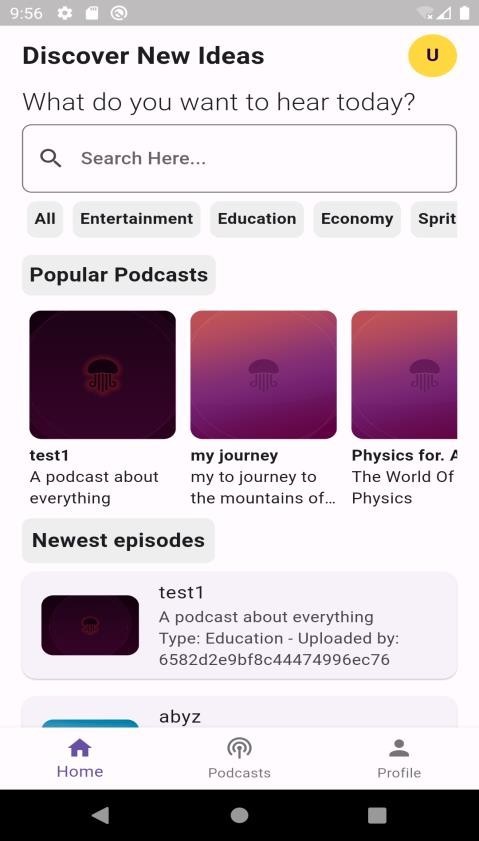 9:56
Discover New Ideas
U
What do you want to hear today?
Search Here...
All Entertainment Education Economy Sprit
Popular Podcasts
test1
A podcast about
everything
my journey
my to journey to
the mountains of…
Physics for. A
The World Of
Physics
Newest episodes
test1
A podcast about everything
Type: Education - Uploaded by:
6582d2e9bf8c44474996ec76
abyz
Home
Podcasts
Profile